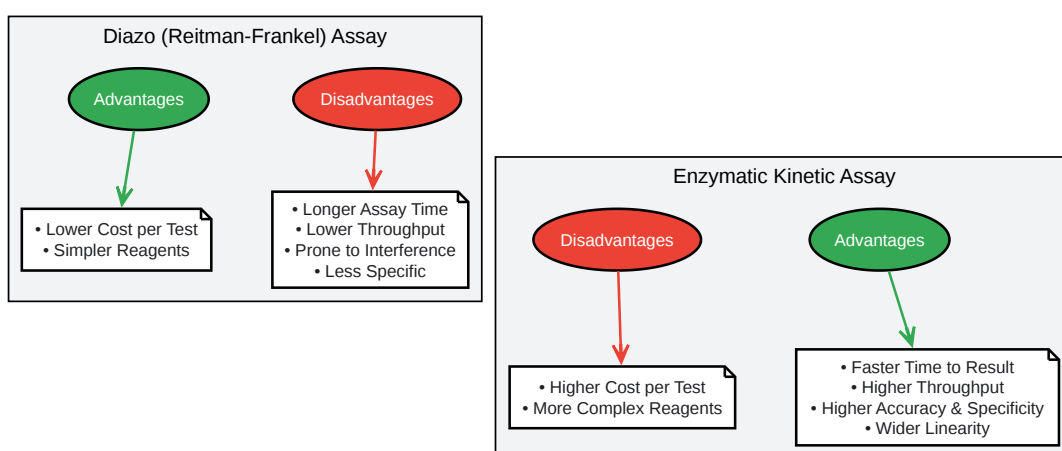 Diazo (Reitman-Frankel) Assay
Advantages
Disadvantages
• Lower Cost per Test
• Simpler Reagents
• Longer Assay Time
• Lower Throughput
• Prone to Interference
• Less Specific
Enzymatic Kinetic Assay
Disadvantages
Advantages
• Higher Cost per Test
• More Complex Reagents
• Faster Time to Result
• Higher Throughput
• Higher Accuracy & Specificity
• Wider Linearity